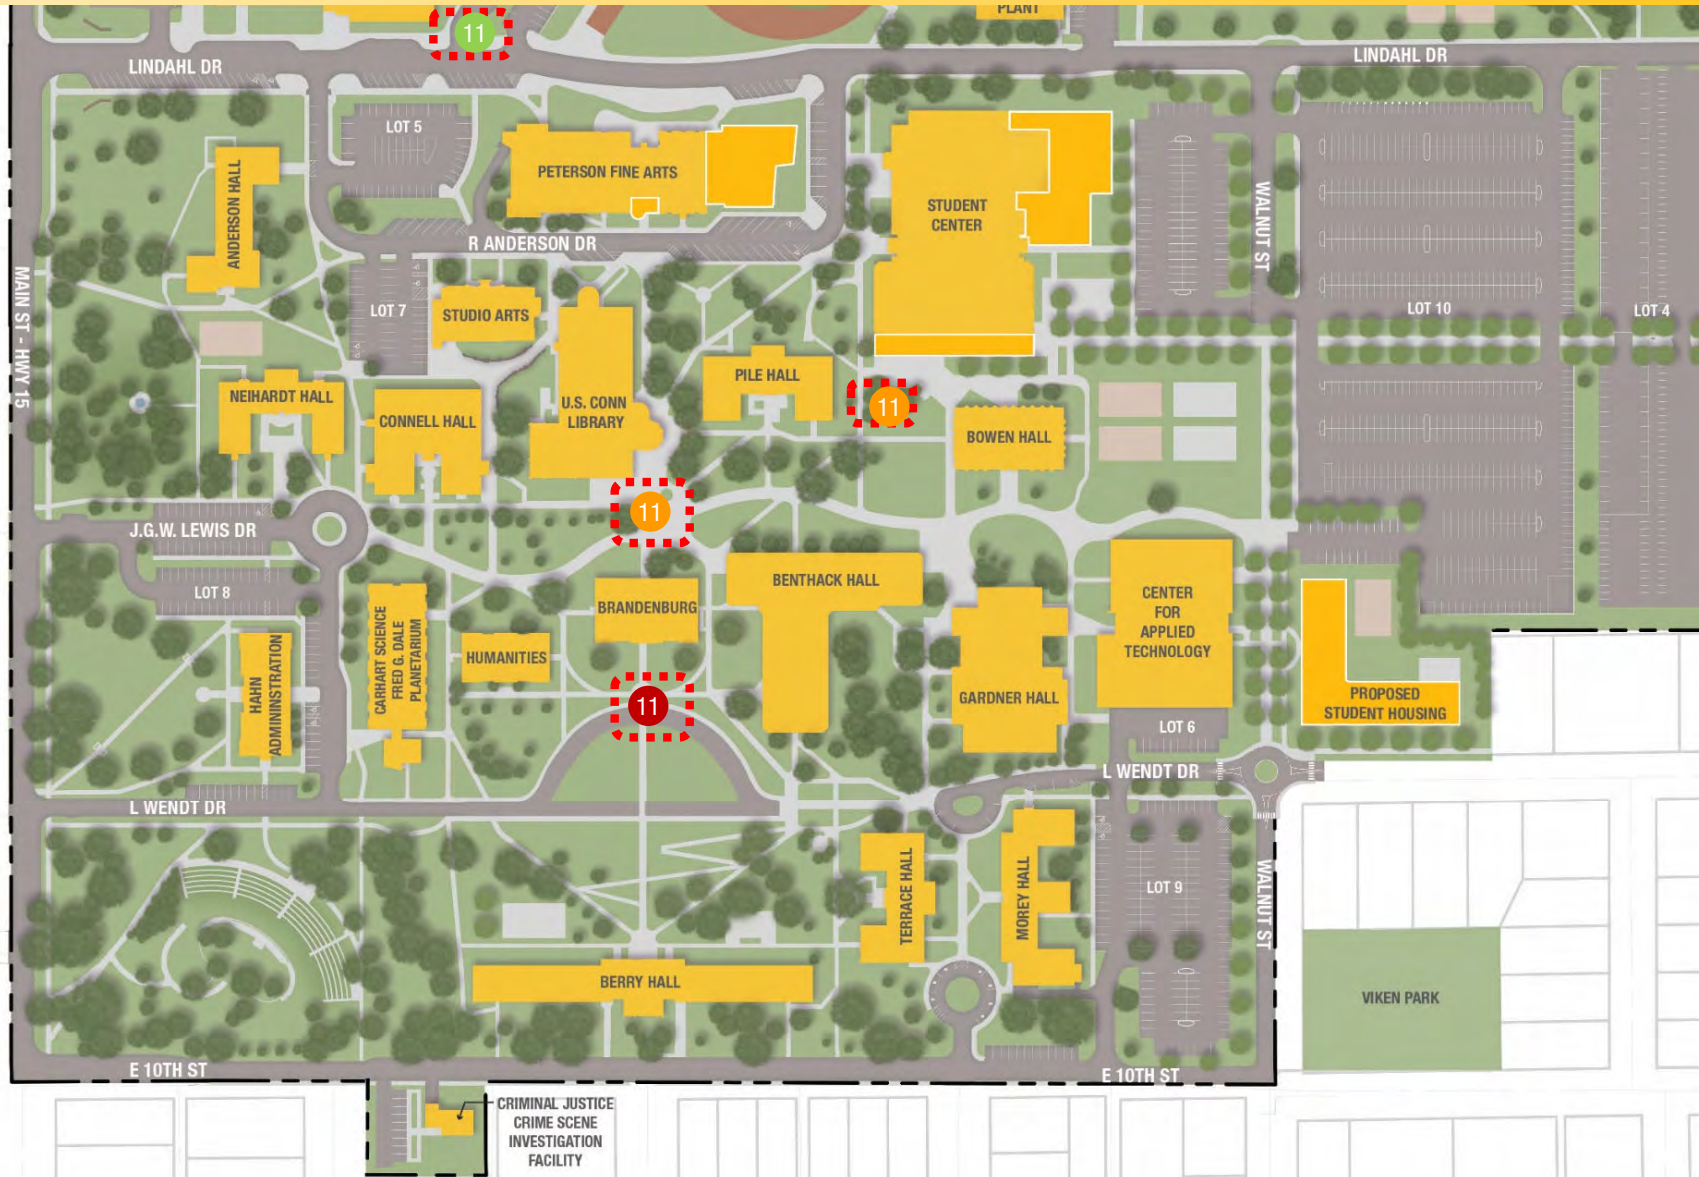 PLANT
11
LINDAHL DR
LINDAHL DR
LOT 5
PETERSON FINE ARTS
ANDERSON HALL
STUDENT
CENTER
WALNUT ST
R ANDERSON DR
MAIN ST - HWY 15
LOT 7
STUDIO ARTS
LOT 10
LOT 4
NEIHARDT HALL
CONNELL HALL
U.S. CONN
LIBRARY
PILE HALL
11
BOWEN HALL
11
J.G.W. LEWIS DR
LOT 8
BENTHACK HALL
BRANDENBURG
CENTER
FOR
APPLIED
TECHNOLOGY
HAHN
ADMININISTRATION
CARHART SCIENCE
FRED G. DALE
PLANETARIUM
HUMANITIES
11
GARDNER HALL
PROPOSED
STUDENT HOUSING
LOT 6
L WENDT DR
L WENDT DR
TERRACE HALL
MOREY HALL
LOT 9
WALNUT ST
BERRY HALL
VIKEN PARK
E 10TH ST
E 10TH ST
CRIMINAL JUSTICE
CRIME SCENE
INVESTIGATION
FACILITY